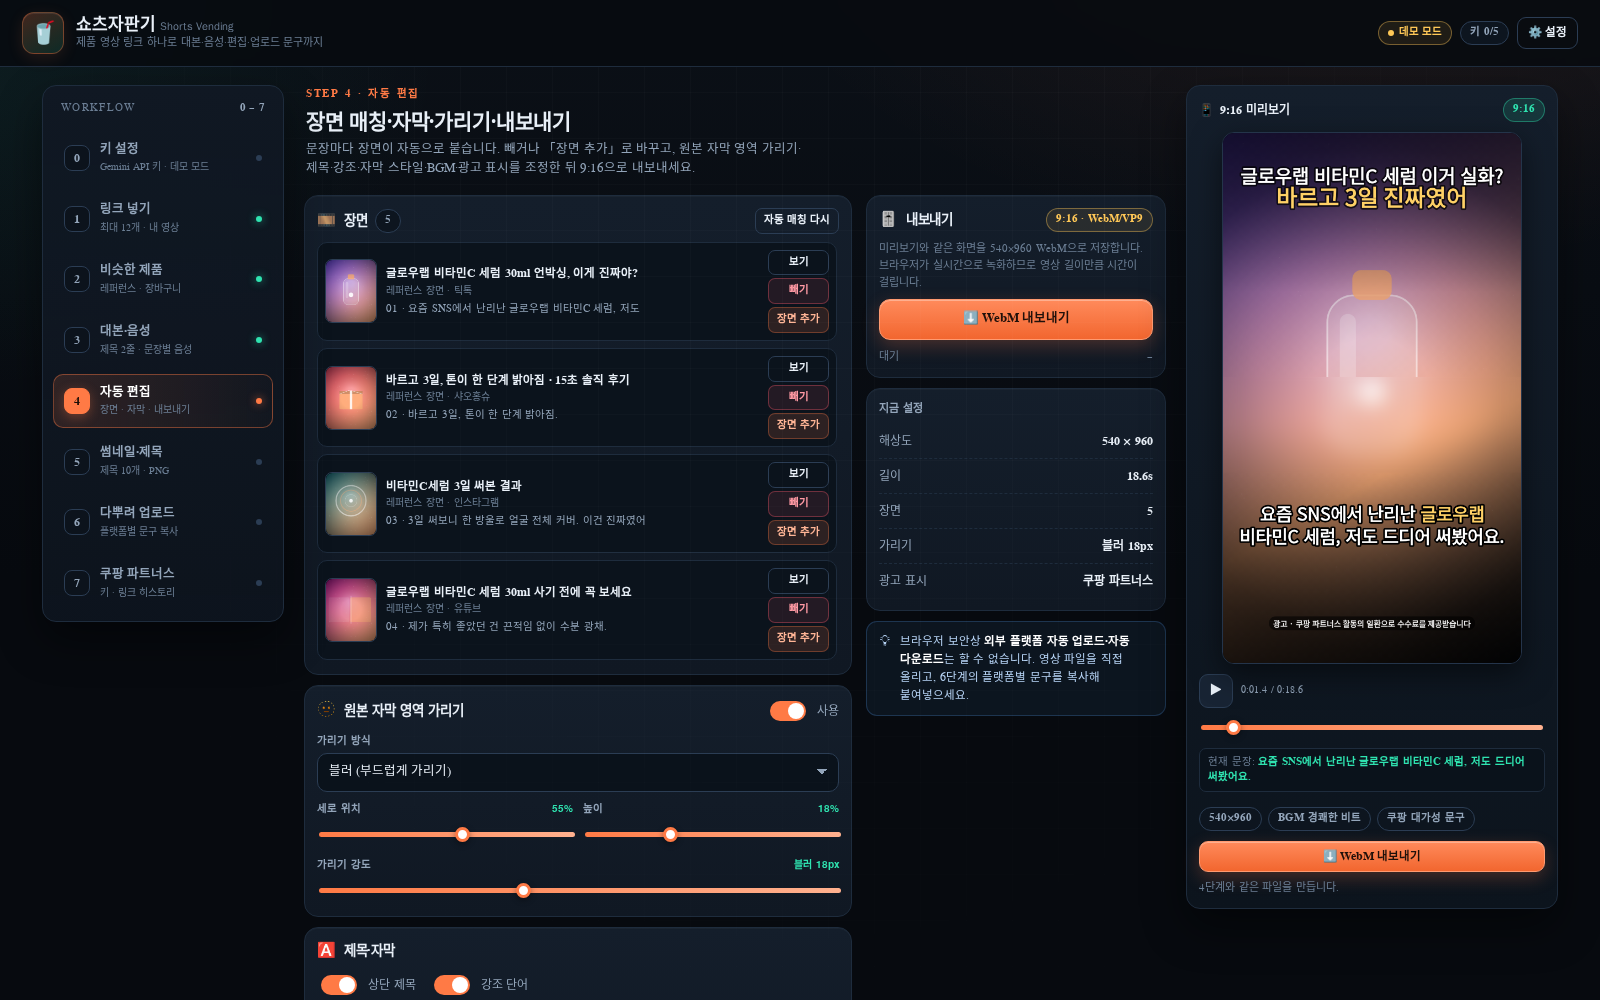 쇼츠자판기 Shorts Vending
제품 영상 링크 하나로 대본·음성·편집·업로드 문구까지
데모 모드
키 0/5
설정
WORKFLOW
0 – 7
0
키 설정
Gemini API 키 · 데모 모드
1
링크 넣기
최대 12개 · 내 영상
2
비슷한 제품
레퍼런스 · 장바구니
3
대본·음성
제목 2줄 · 문장별 음성
4
자동 편집
장면 · 자막 · 내보내기
5
썸네일·제목
제목 10개 · PNG
6
다뿌려 업로드
플랫폼별 문구 복사
7
쿠팡 파트너스
키 · 링크 히스토리
STEP 4 · 자동 편집
장면 매칭·자막·가리기·내보내기
문장마다 장면이 자동으로 붙습니다. 빼거나 「장면 추가」로 바꾸고, 원본 자막 영역 가리기·
제목·강조·자막 스타일·BGM·광고 표시를 조정한 뒤 9:16으로 내보내세요.
장면
5
자동 매칭 다시
글로우랩 비타민C 세럼 30ml 언박싱, 이게 진짜야?
레퍼런스 장면 · 틱톡
01 · 요즘 SNS에서 난리난 글로우랩 비타민C 세럼, 저도
보기
빼기
장면 추가
바르고 3일, 톤이 한 단계 밝아짐 · 15초 솔직 후기
레퍼런스 장면 · 샤오홍슈
02 · 바르고 3일, 톤이 한 단계 밝아짐.
보기
빼기
장면 추가
비타민C세럼 3일 써본 결과
레퍼런스 장면 · 인스타그램
03 · 3일 써보니 한 방울로 얼굴 전체 커버. 이건 진짜였어
보기
빼기
장면 추가
글로우랩 비타민C 세럼 30ml 사기 전에 꼭 보세요
레퍼런스 장면 · 유튜브
04 · 제가 특히 좋았던 건 끈적임 없이 수분 광채.
보기
빼기
장면 추가
원본 자막 영역 가리기
사용
가리기 방식
블러 (부드럽게 가리기)
세로 위치
55%
높이
18%
가리기 강도
블러 18px
제목·자막
상단 제목
강조 단어
내보내기
9:16 · WebM/VP9
미리보기와 같은 화면을 540×960 WebM으로 저장합니다.
브라우저가 실시간으로 녹화하므로 영상 길이만큼 시간이
걸립니다.
WebM 내보내기
대기
–
지금 설정
해상도
540 × 960
길이
18.6s
장면
5
가리기
블러 18px
광고 표시
쿠팡 파트너스
브라우저 보안상 외부 플랫폼 자동 업로드·자동
다운로드는 할 수 없습니다. 영상 파일을 직접
올리고, 6단계의 플랫폼별 문구를 복사해
붙여넣으세요.
9:16 미리보기
9:16
글로우랩 비타민C 세럼 이거 실화?
바르고 3일 진짜였어
요즘 SNS에서 난리난 글로우랩
비타민C 세럼, 저도 드디어 써봤어요.
광고 · 쿠팡 파트너스 활동의 일환으로 수수료를 제공받습니다
0:01.4 / 0:18.6
현재 문장: 요즘 SNS에서 난리난 글로우랩 비타민C 세럼, 저도 드디어
써봤어요.
540×960
BGM 경쾌한 비트
쿠팡 대가성 문구
WebM 내보내기
4단계와 같은 파일을 만듭니다.